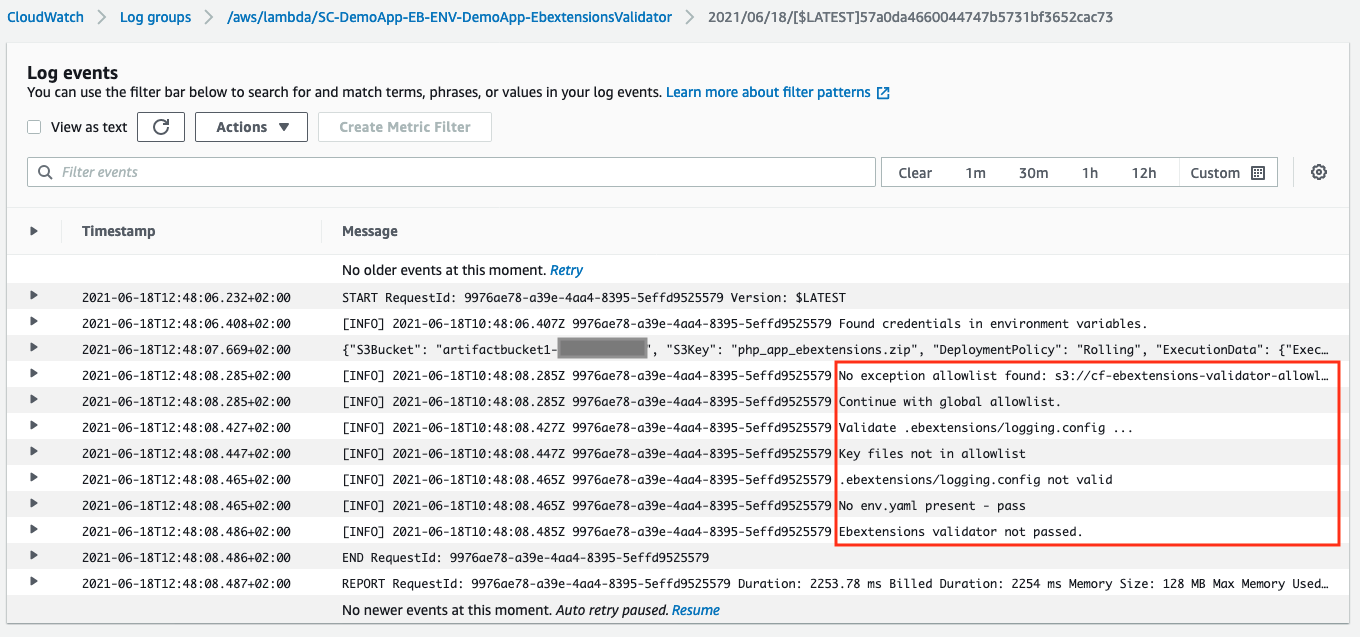 CloudWatch > Log groups > /aws/lambda/SC-DemoApp-EB-ENV-DemoApp-EbextensionsValidator > 2021/06/18/[$LATEST]57a0da4660044747b5731bf3652cac73
Log events
You can use the filter bar below to search for and match terms, phrases, or values in your log events. Learn more about filter patterns
View as text Actions Create Metric Filter
Filter events Clear 1m 30m 1h 12h Custom
Timestamp Message
No older events at this moment. Retry
2021-06-18T12:48:06.232+02:00 START RequestId: 9976ae78-a39e-4aa4-8395-5effd9525579 Version: $LATEST
2021-06-18T12:48:06.408+02:00 [INFO] 2021-06-18T10:48:06.407Z 9976ae78-a39e-4aa4-8395-5effd9525579 Found credentials in environment variables.
2021-06-18T12:48:07.669+02:00 {"S3Bucket": "artifactbucket1- ", "S3Key": "php_app_ebextensions.zip", "DeploymentPolicy": "Rolling", "ExecutionData": {"Exec…
2021-06-18T12:48:08.285+02:00 [INFO] 2021-06-18T10:48:08.285Z 9976ae78-a39e-4aa4-8395-5effd9525579 No exception allowlist found: s3://cf-ebextensions-validator-allowl…
2021-06-18T12:48:08.285+02:00 [INFO] 2021-06-18T10:48:08.285Z 9976ae78-a39e-4aa4-8395-5effd9525579 Continue with global allowlist.
2021-06-18T12:48:08.427+02:00 [INFO] 2021-06-18T10:48:08.427Z 9976ae78-a39e-4aa4-8395-5effd9525579 Validate .ebextensions/logging.config ...
2021-06-18T12:48:08.447+02:00 [INFO] 2021-06-18T10:48:08.447Z 9976ae78-a39e-4aa4-8395-5effd9525579 Key files not in allowlist
2021-06-18T12:48:08.465+02:00 [INFO] 2021-06-18T10:48:08.465Z 9976ae78-a39e-4aa4-8395-5effd9525579 .ebextensions/logging.config not valid
2021-06-18T12:48:08.486+02:00 [INFO] 2021-06-18T10:48:08.465Z 9976ae78-a39e-4aa4-8395-5effd9525579 No env.yaml present - pass
2021-06-18T12:48:08.486+02:00 [INFO] 2021-06-18T10:48:08.485Z 9976ae78-a39e-4aa4-8395-5effd9525579 Ebextensions validator not passed.
2021-06-18T12:48:08.486+02:00 END RequestId: 9976ae78-a39e-4aa4-8395-5effd9525579
2021-06-18T12:48:08.487+02:00 REPORT RequestId: 9976ae78-a39e-4aa4-8395-5effd9525579 Duration: 2253.78 ms Billed Duration: 2254 ms Memory Size: 128 MB Max Memory Used…
No newer events at this moment. Auto retry paused. Resume